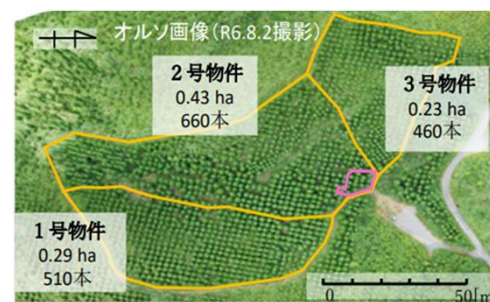 オルソ画像(R6.8.2撮影)
2号物件
0.43 ha
660本
3号物件
0.23 ha
460本
1号物件
0.29 ha
510本
0
50[m